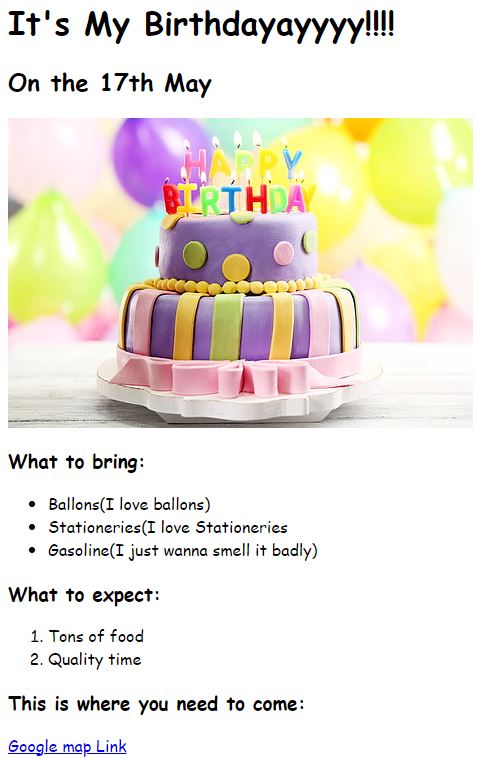 It's My Birthdayayyyy!!!!
On the 17th May
HAPPY
BIRTHDAY
What to bring:
Ballons(I love ballons)
Stationeries(I love Stationeries
Gasoline(I just wanna smell it badly)
What to expect:
1. Tons of food
2. Quality time
This is where you need to come:
Google map Link